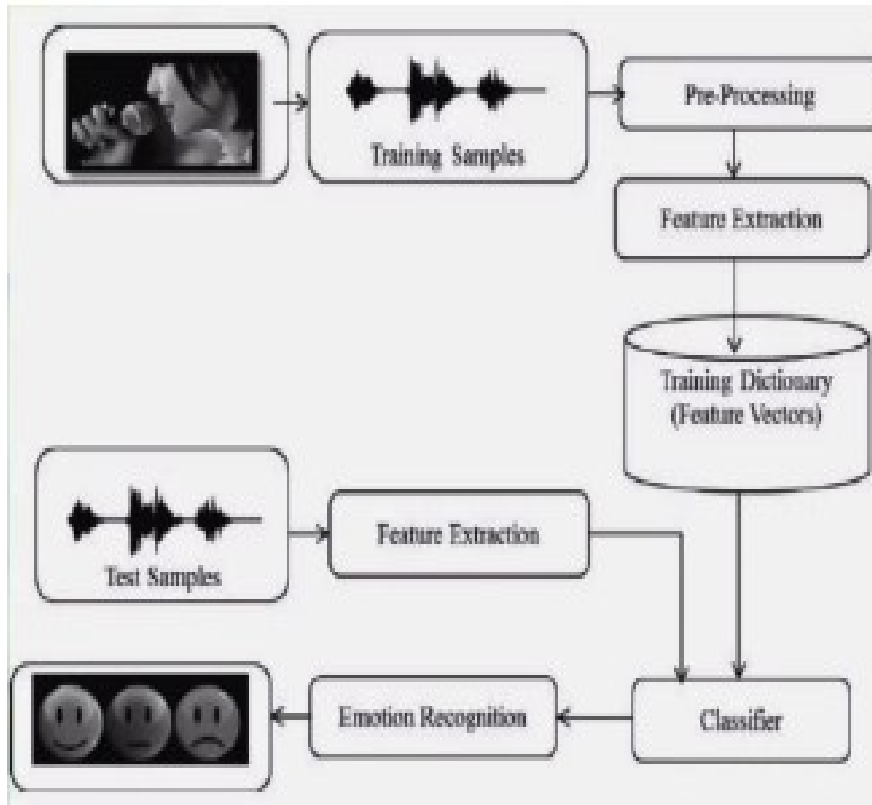 Training Samples
Pre-Processing
Feature Extraction
Training Dictionary
(Feature Vectors)
Test Samples
Feature Extraction
Classifier
Emotion Recognition